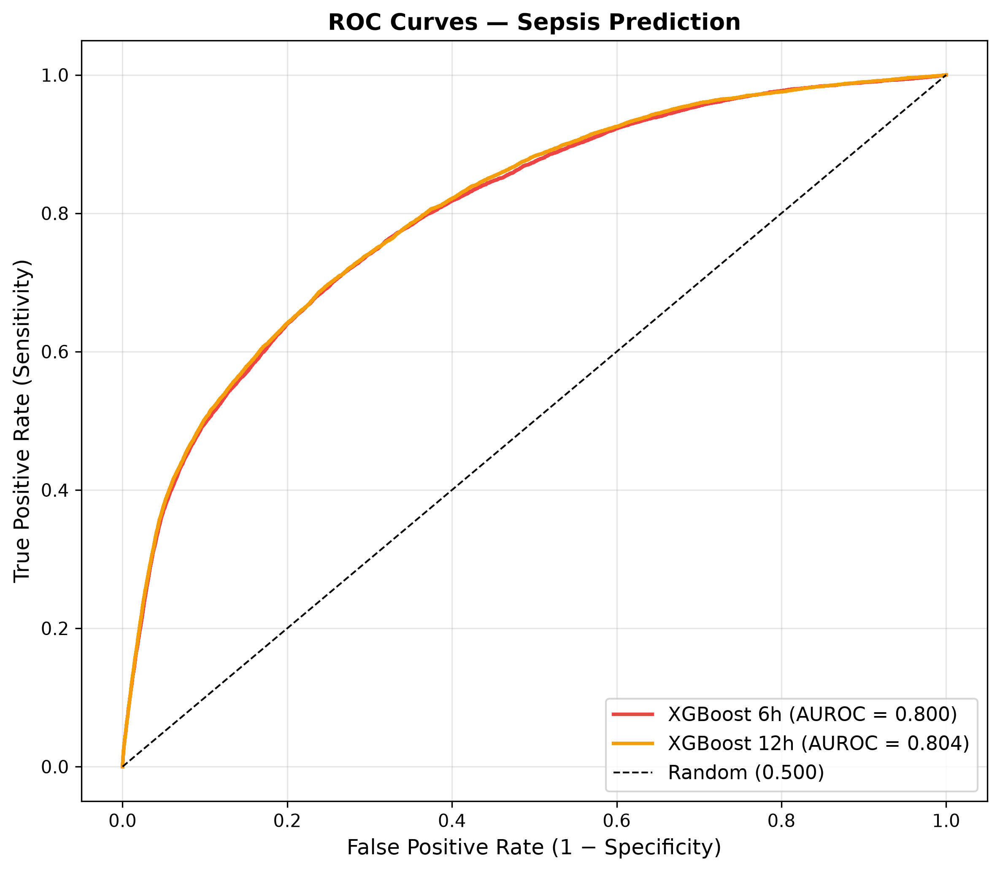 ROC Curves — Sepsis Prediction
True Positive Rate (Sensitivity)
1.0
0.8
0.6
0.4
0.2
0.0
XGBoost 6h (AUROC = 0.800)
XGBoost 12h (AUROC = 0.804)
Random (0.500)
0.0 0.2 0.4 0.6 0.8 1.0
False Positive Rate (1 − Specificity)